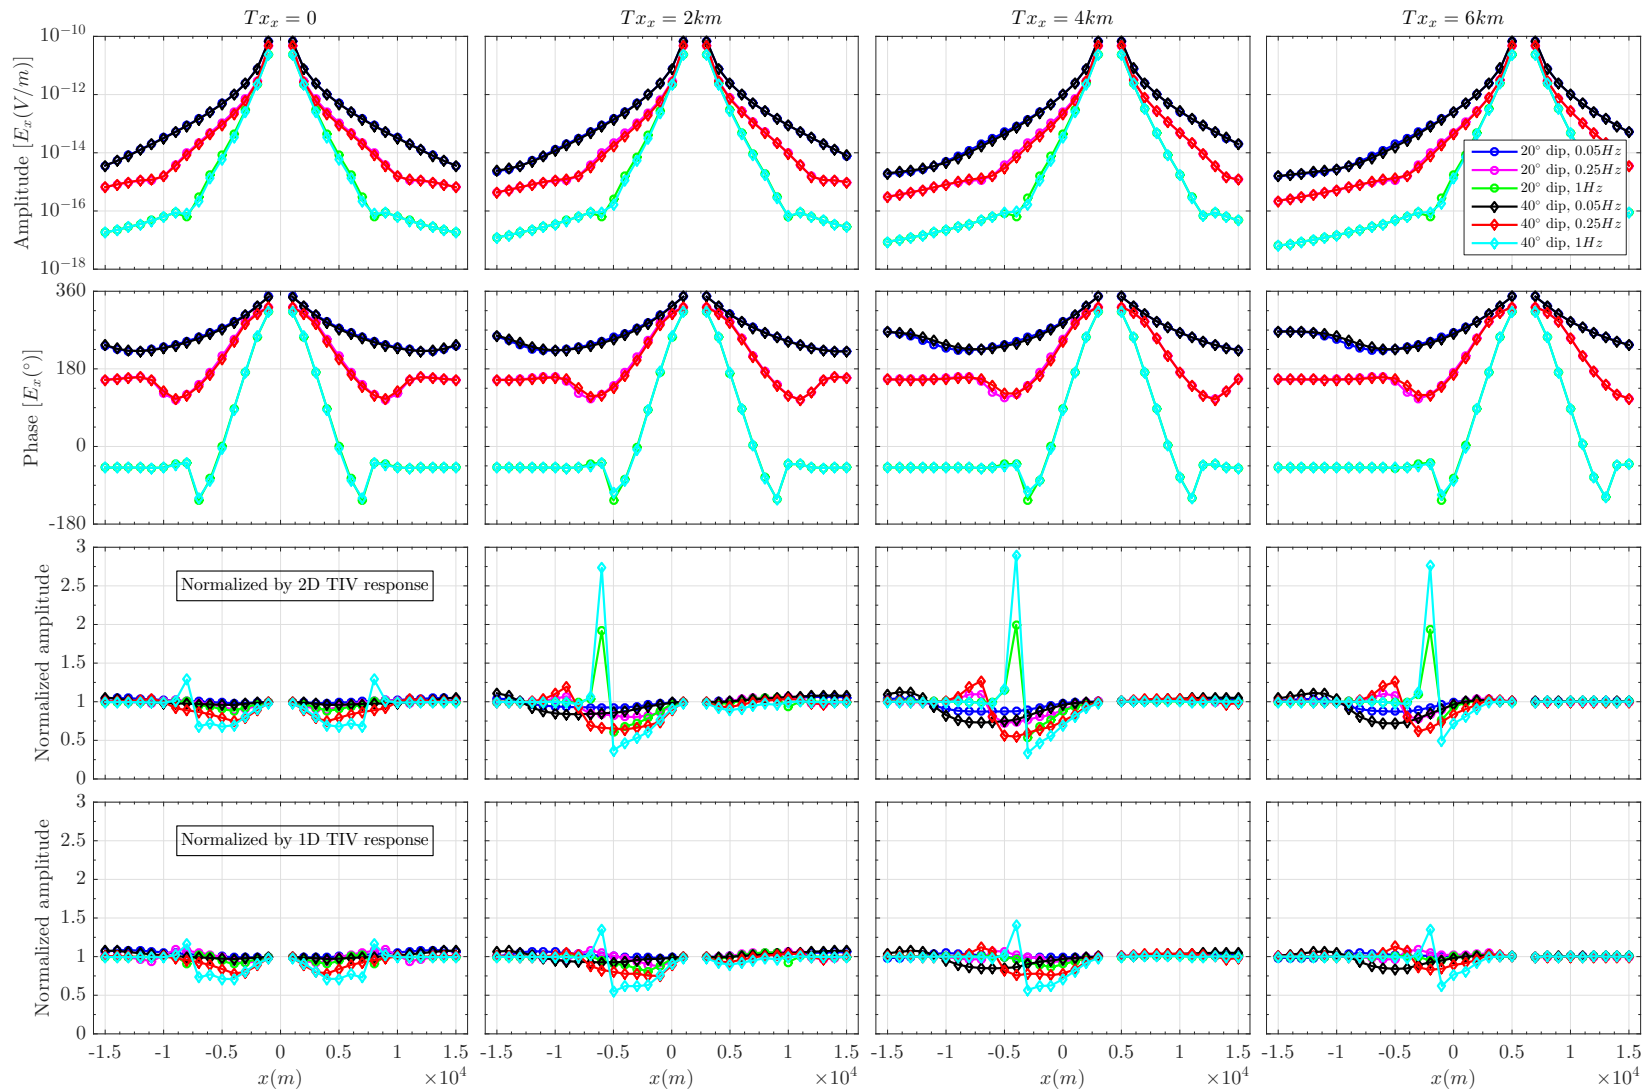 Tx_x = 0
Tx_x = 2km
Tx_x = 4km
Tx_x = 6km
Amplitude [E_x(V/m)]
10^-10
10^-12
10^-14
10^-16
10^-18
20° dip, 0.05Hz
20° dip, 0.25Hz
20° dip, 1Hz
40° dip, 0.05Hz
40° dip, 0.25Hz
40° dip, 1Hz
Phase [E_x(°)]
360
180
0
-180
Normalized amplitude
3
2.5
2
1.5
1
0.5
0
Normalized by 2D TIV response
Normalized amplitude
3
2.5
2
1.5
1
0.5
0
Normalized by 1D TIV response
-1.5 -1 -0.5 0 0.5 1 1.5
-1.5 -1 -0.5 0 0.5 1 1.5
-1.5 -1 -0.5 0 0.5 1 1.5
-1.5 -1 -0.5 0 0.5 1 1.5
x(m) ×10^4
x(m) ×10^4
x(m) ×10^4
x(m) ×10^4